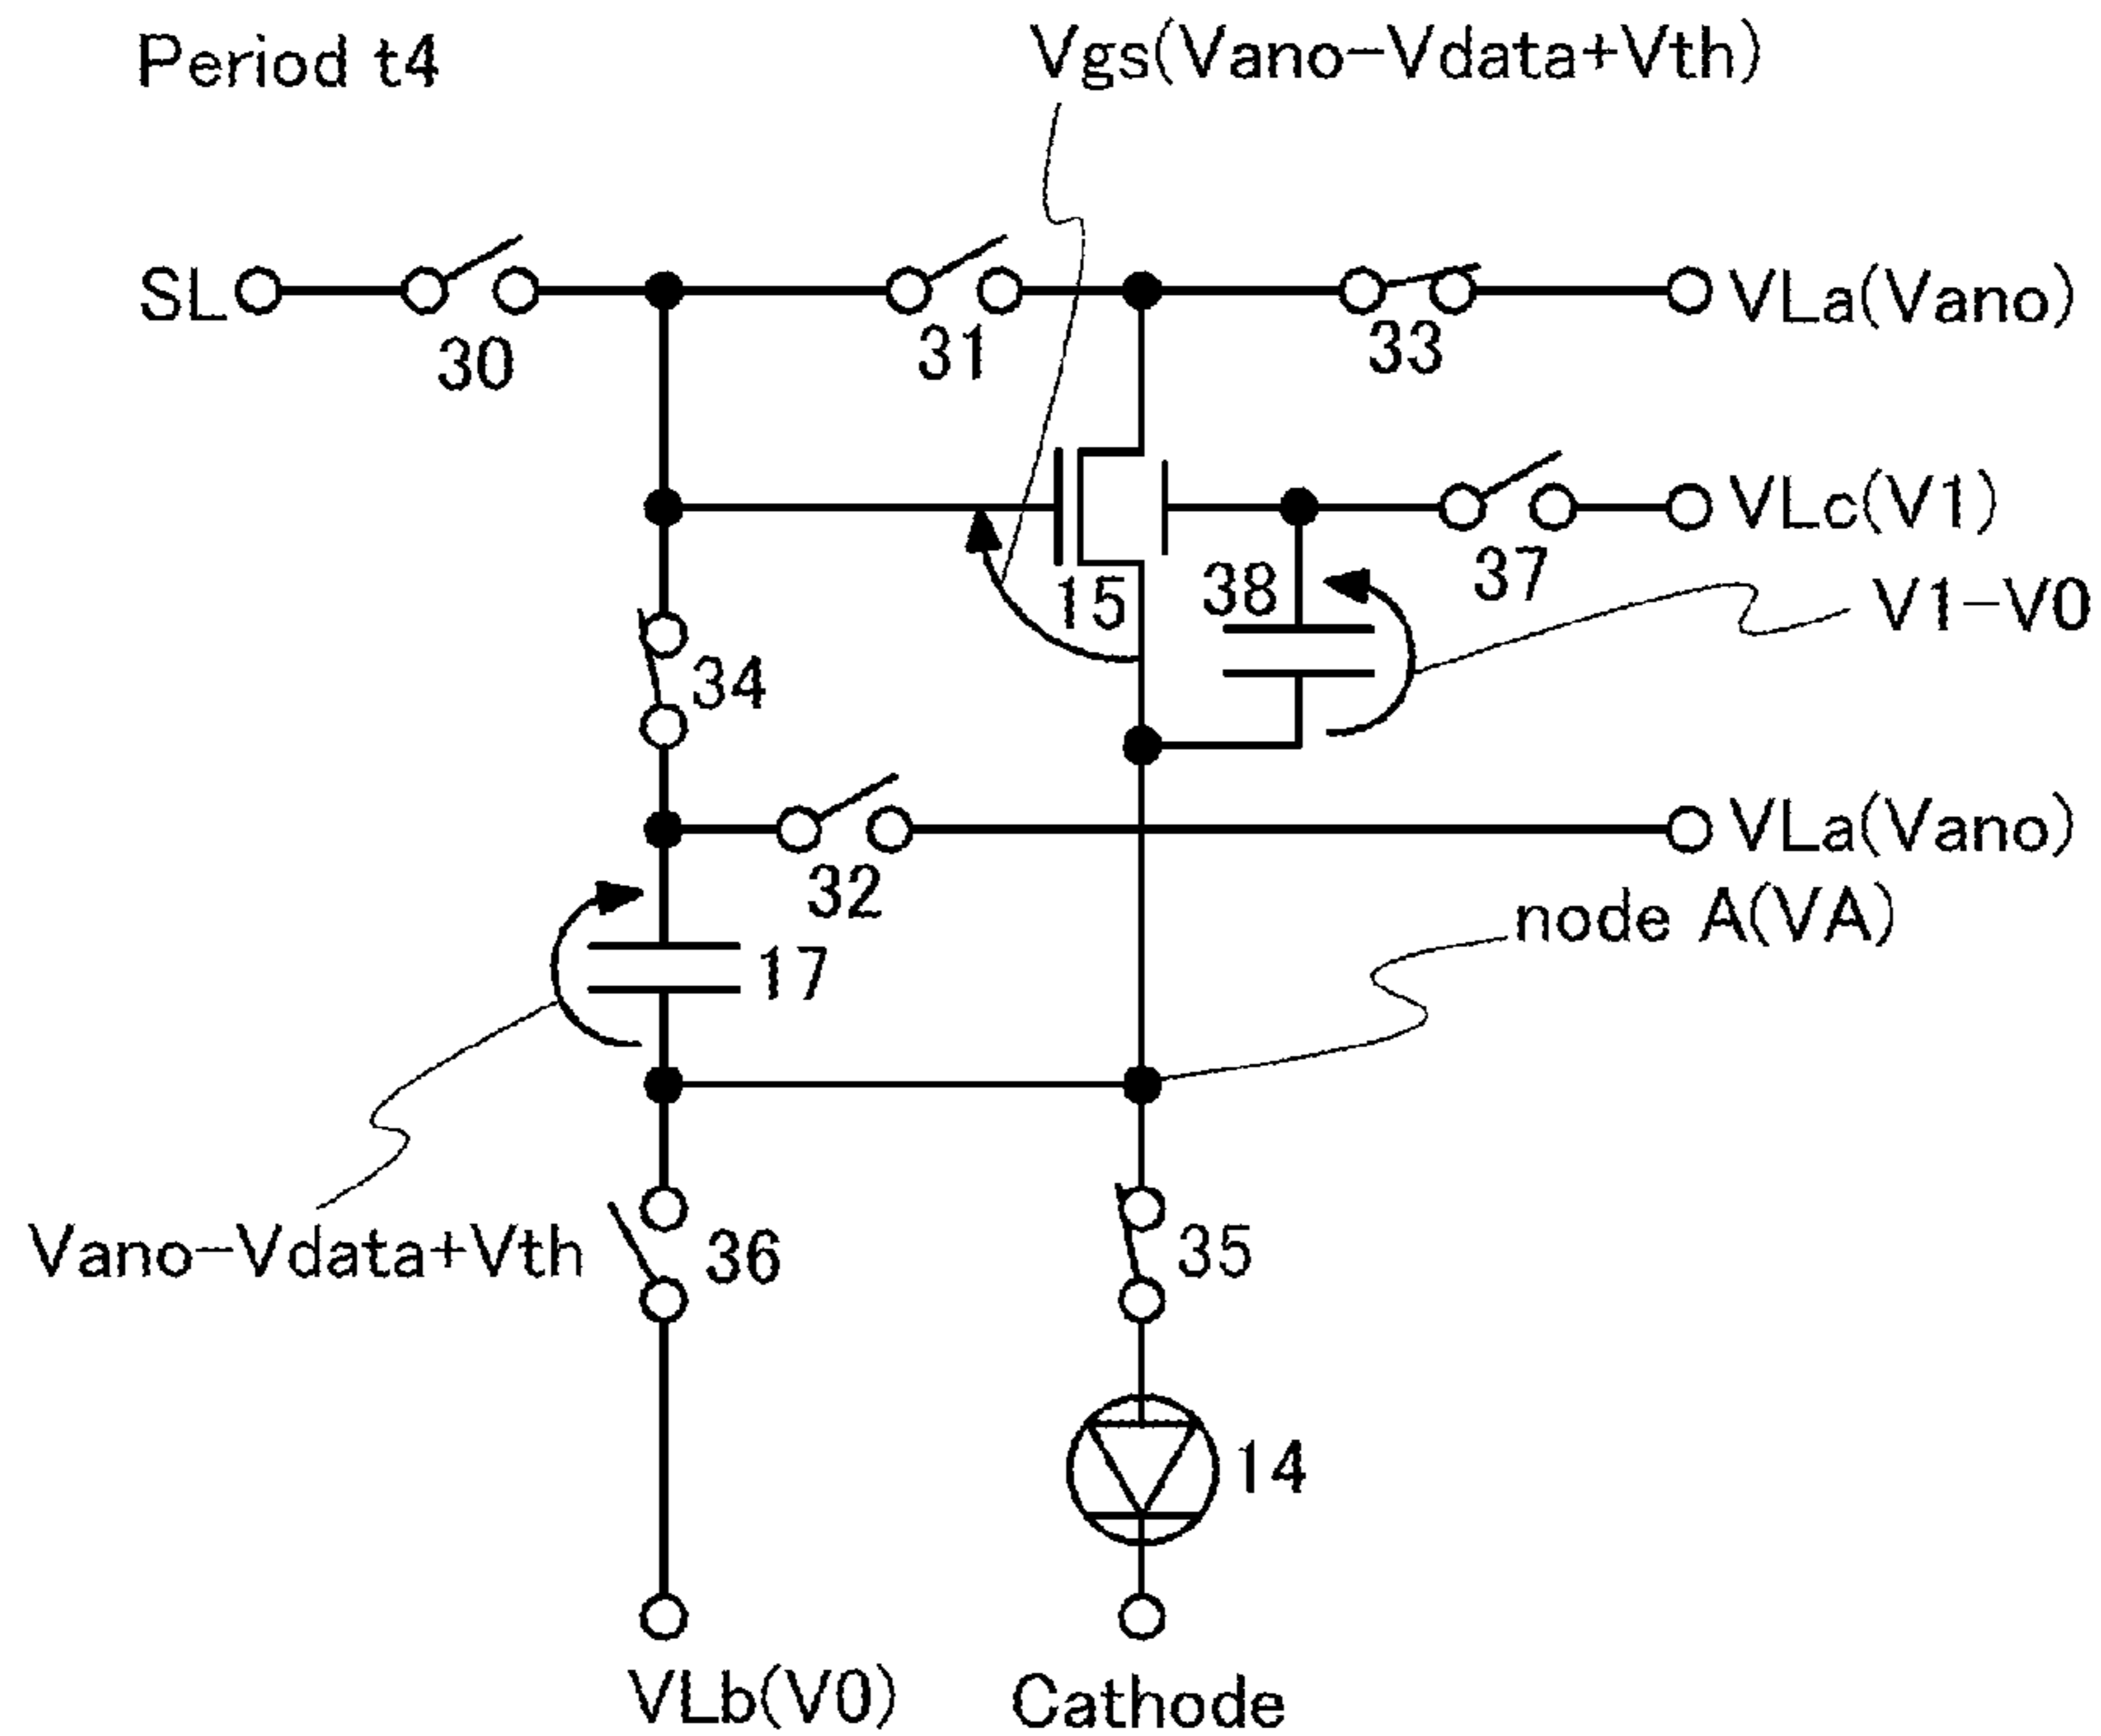 Period t4
Vgs(Vano-Vdata+Vth)
SL
30
31
33
VLa(Vano)
VLc(V1)
37
15
38
V1-V0
34
32
VLa(Vano)
17
node A(VA)
Vano-Vdata+Vth
36
35
14
VLb(V0)
Cathode